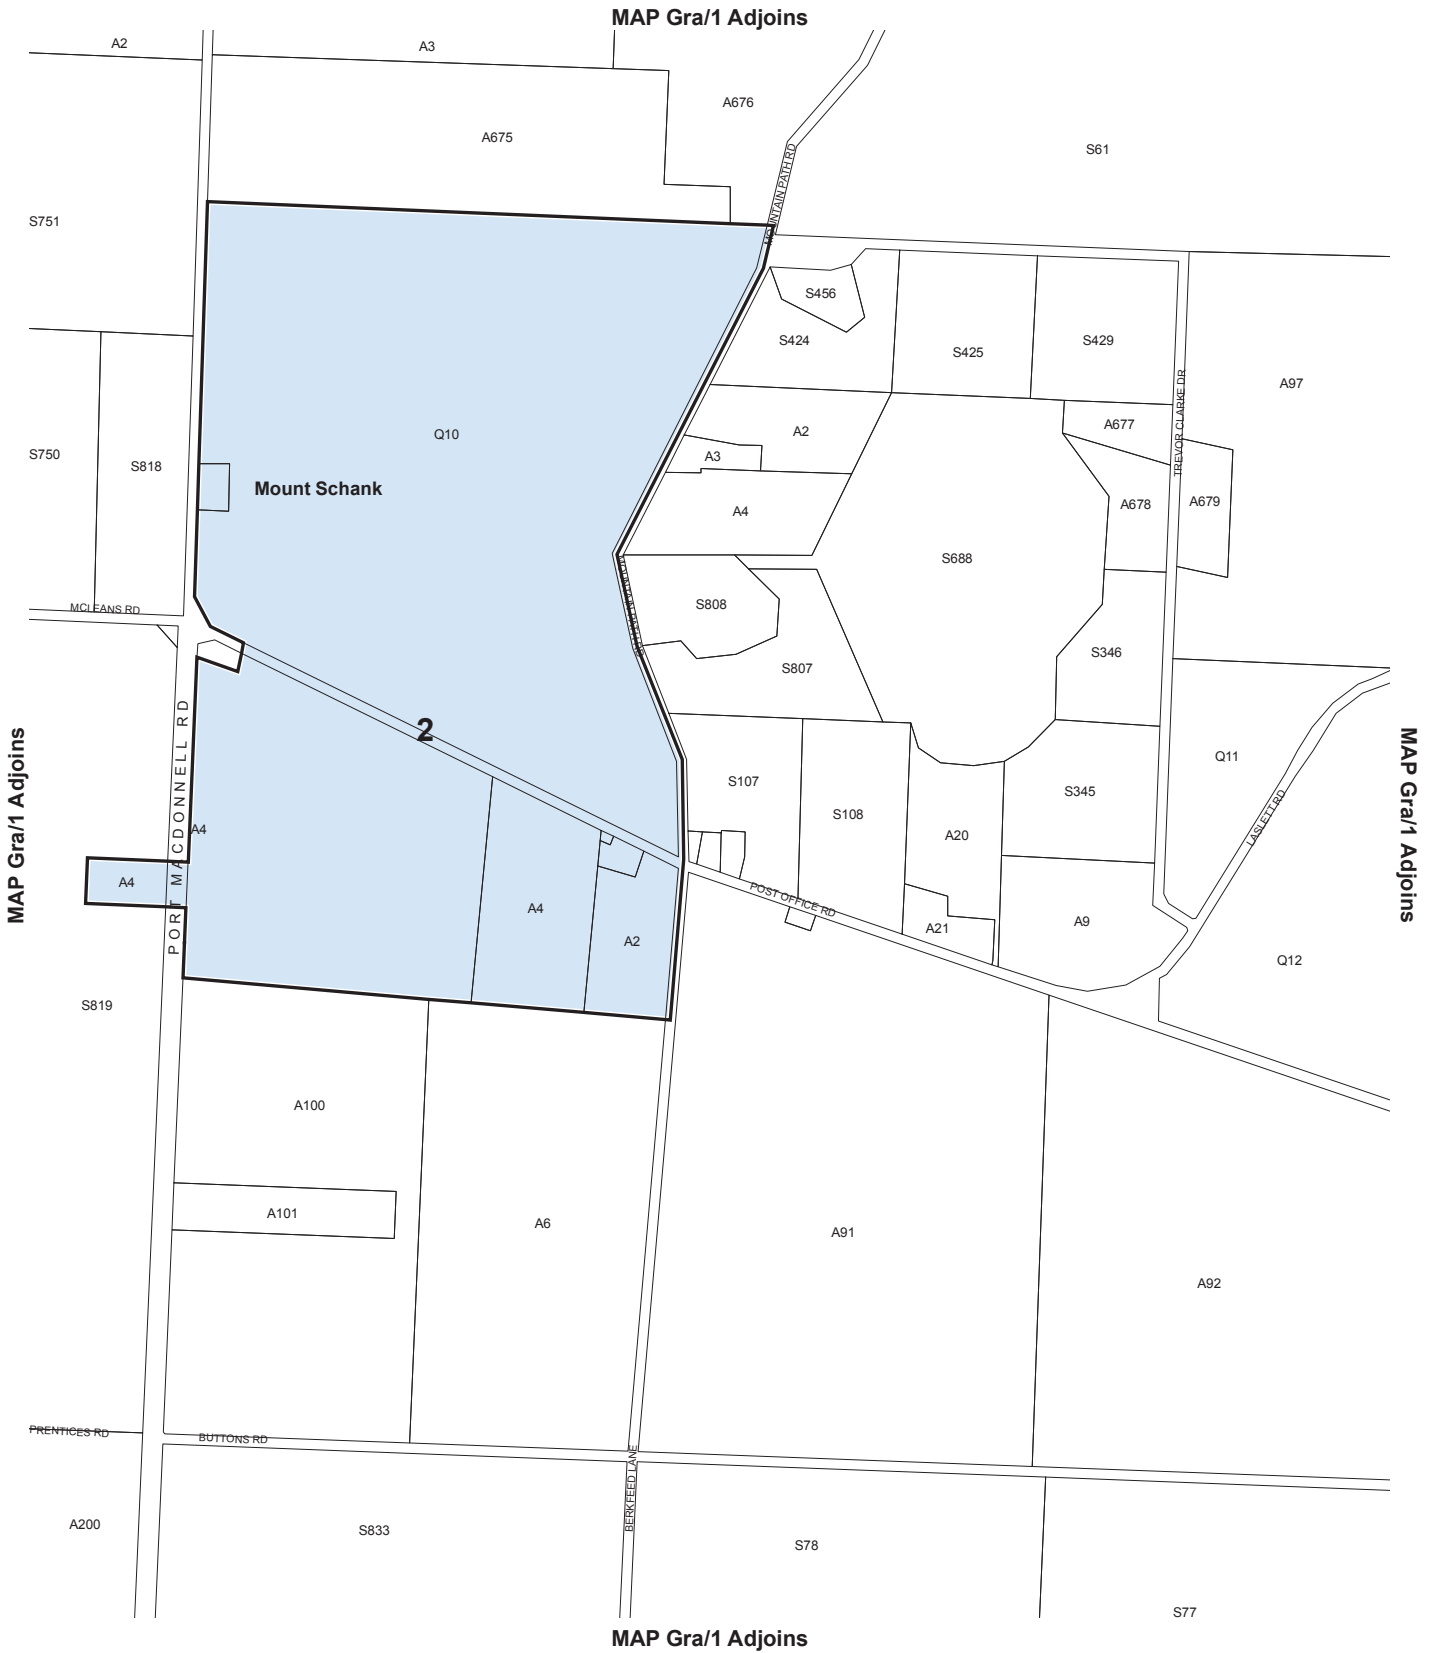 MAP Gra/1 Adjoins
A2
A3
A676
A675
S61
MOUNTAIN PATH RD
S751
S456
S424
S425
S429
A97
TREVOR CLARKE DR
A677
A2
Q10
A3
S750
S818
Mount Schank
A678
A679
A4
S688
MOUNTAIN PATH RD
S808
MCLEANS RD
S346
S807
2
PORT MACDONNELL RD
MAP Gra/1 Adjoins
MAP Gra/1 Adjoins
Q11
S107
S345
S108
LASLETT RD
A4
A20
A4
POST OFFICE RD
A4
A2
A21
A9
Q12
S819
A100
A101
A6
A91
A92
PRENTICES RD
BUTTONS RD
BERKFEED LANE
A200
S833
S78
S77
MAP Gra/1 Adjoins